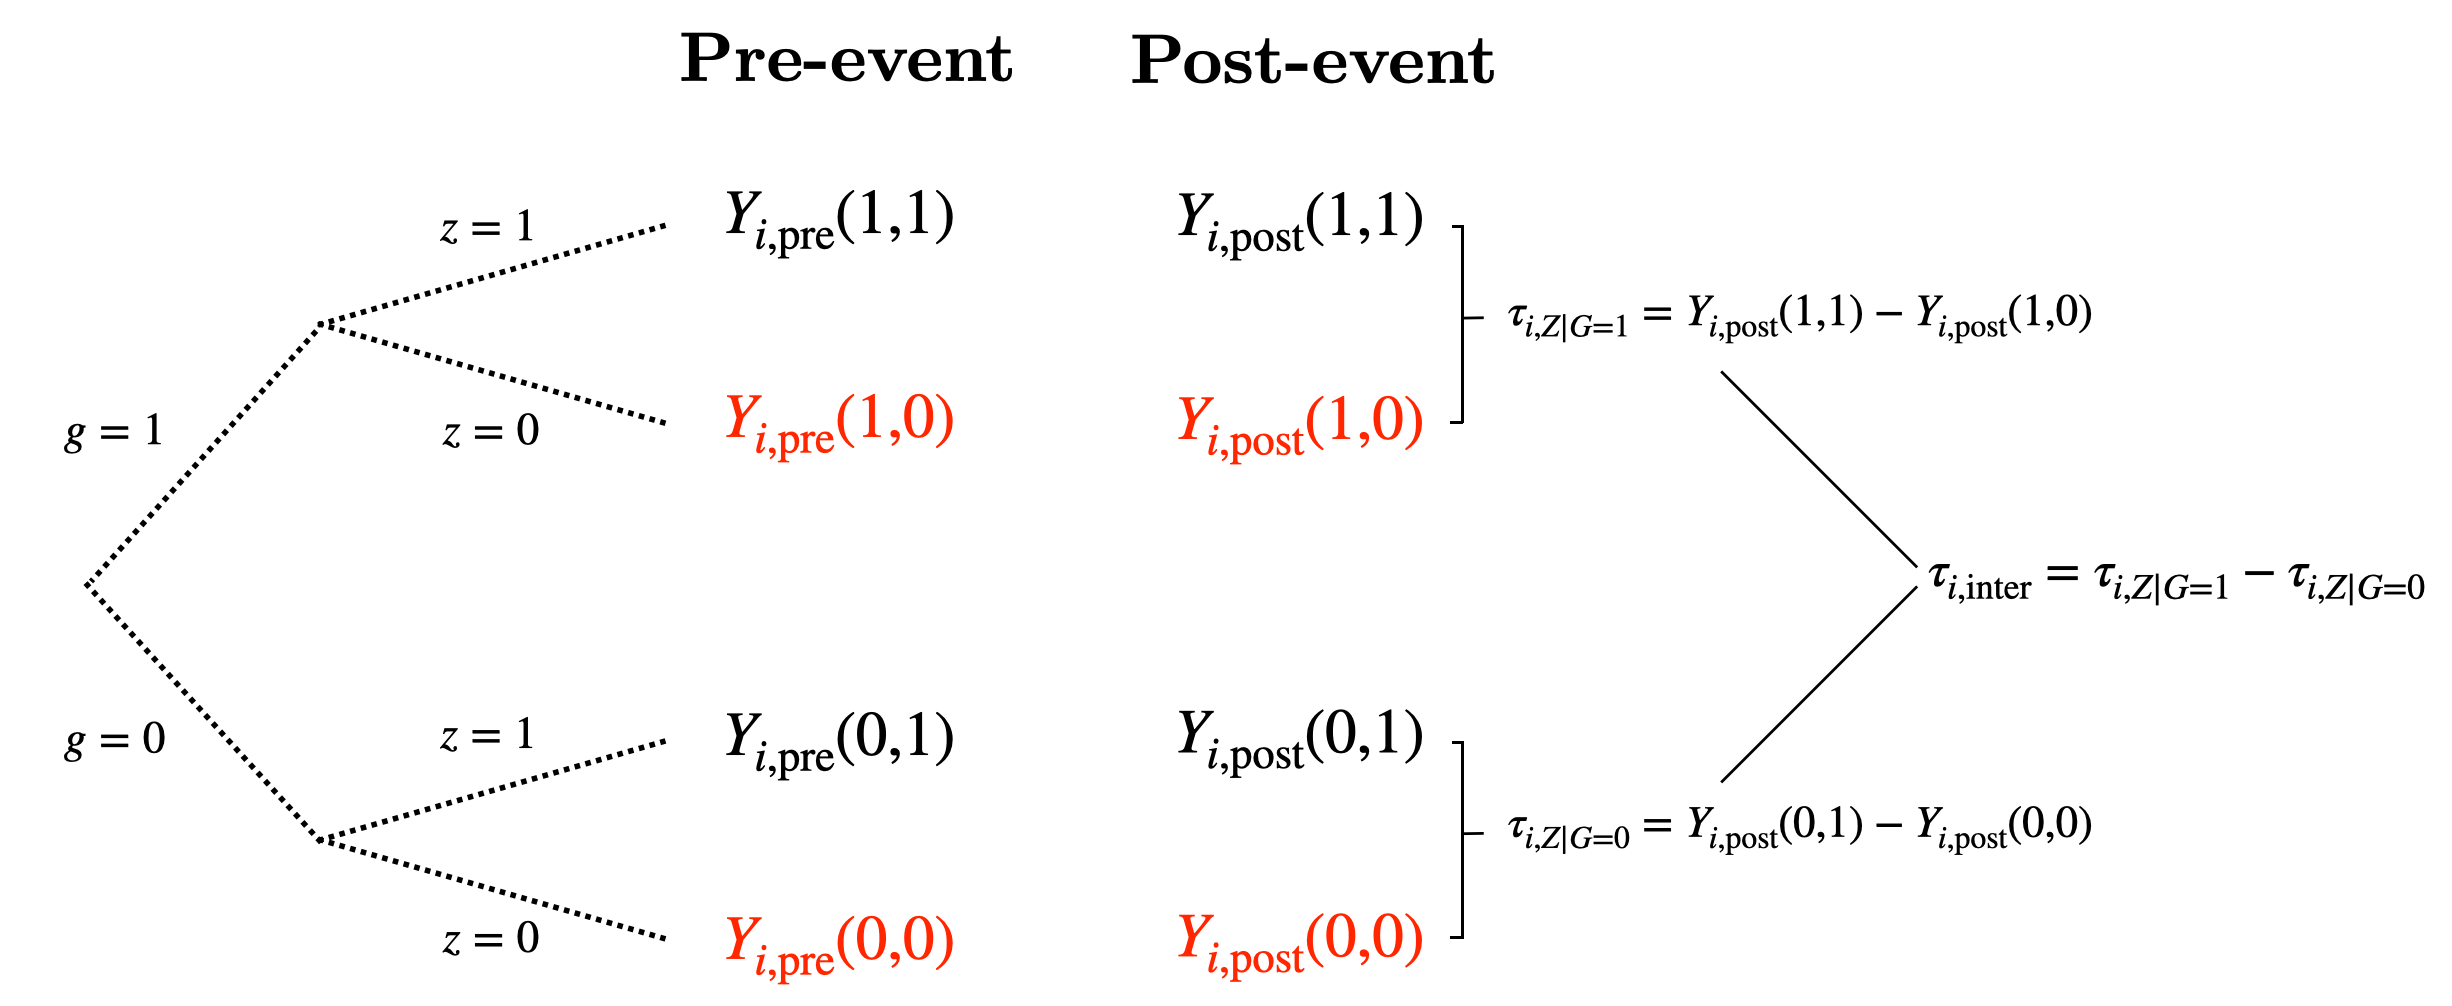 Pre-event Post-event
z = 1 Y_{i,pre}(1,1) Y_{i,post}(1,1)
τ_{i,Z|G=1} = Y_{i,post}(1,1) − Y_{i,post}(1,0)
g = 1 z = 0 Y_{i,pre}(1,0) Y_{i,post}(1,0)
τ_{i,inter} = τ_{i,Z|G=1} − τ_{i,Z|G=0}
g = 0 z = 1 Y_{i,pre}(0,1) Y_{i,post}(0,1)
τ_{i,Z|G=0} = Y_{i,post}(0,1) − Y_{i,post}(0,0)
z = 0 Y_{i,pre}(0,0) Y_{i,post}(0,0)